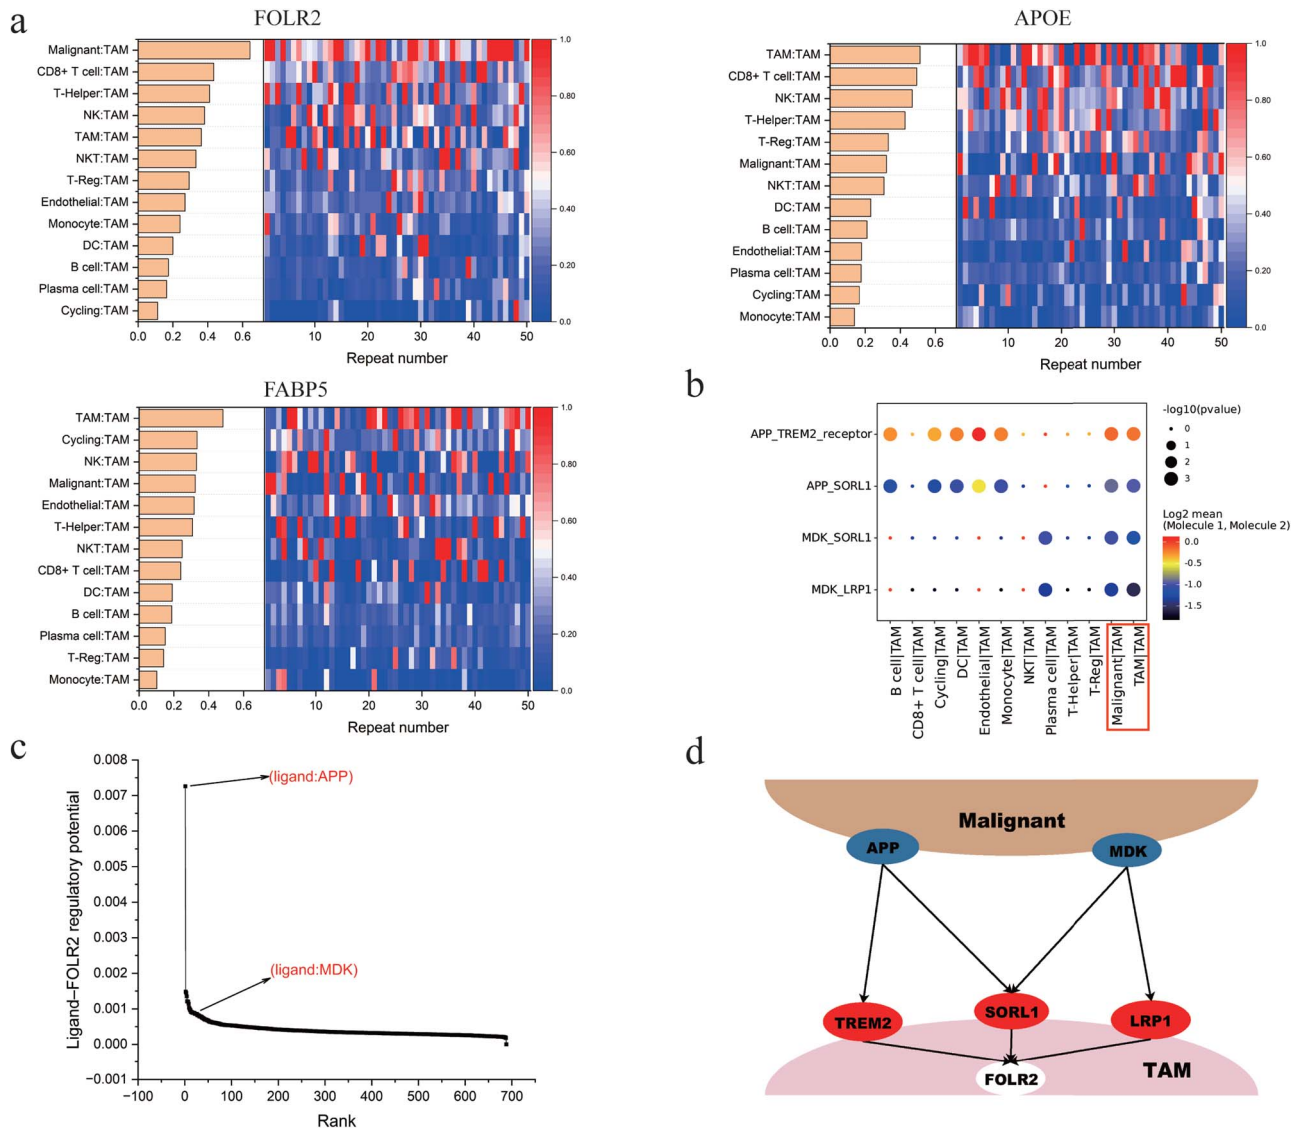 a
FOLR2
Malignant:TAM
CD8+ T cell:TAM
T-Helper:TAM
NK:TAM
TAM:TAM
NKT:TAM
T-Reg:TAM
Endothelial:TAM
Monocyte:TAM
DC:TAM
B cell:TAM
Plasma cell:TAM
Cycling:TAM
0.0 0.2 0.4 0.6
10 20 30 40 50
Repeat number
1.0
0.80
0.60
0.40
0.20
0.0
APOE
TAM:TAM
CD8+ T cell:TAM
NK:TAM
T-Helper:TAM
T-Reg:TAM
Malignant:TAM
NKT:TAM
DC:TAM
B cell:TAM
Endothelial:TAM
Plasma cell:TAM
Cycling:TAM
Monocyte:TAM
0.0 0.2 0.4 0.6
10 20 30 40 50
Repeat number
1.0
0.80
0.60
0.40
0.20
0.0
FABP5
TAM:TAM
Cycling:TAM
NK:TAM
Malignant:TAM
Endothelial:TAM
T-Helper:TAM
NKT:TAM
CD8+ T cell:TAM
DC:TAM
B cell:TAM
Plasma cell:TAM
T-Reg:TAM
Monocyte:TAM
0.0 0.2 0.4 0.6
10 20 30 40 50
Repeat number
1.0
0.80
0.60
0.40
0.20
0.0
b
APP_TREM2_receptor
APP_SORL1
MDK_SORL1
MDK_LRP1
B cell|TAM
CD8+ T cell|TAM
Cycling|TAM
DC|TAM
Endothelial|TAM
Monocyte|TAM
NKT|TAM
Plasma cell|TAM
T-Helper|TAM
T-Reg|TAM
Malignant|TAM
TAM|TAM
-log10(pvalue)
0
1
2
3
Log2 mean
(Molecule 1, Molecule 2)
0.0
-0.5
-1.0
-1.5
c
Ligand–FOLR2 regulatory potential
0.008
0.007
0.006
0.005
0.004
0.003
0.002
0.001
0.000
−0.001
(ligand:APP)
(ligand:MDK)
−100 0 100 200 300 400 500 600 700
Rank
d
Malignant
APP
MDK
TREM2
SORL1
LRP1
FOLR2
TAM